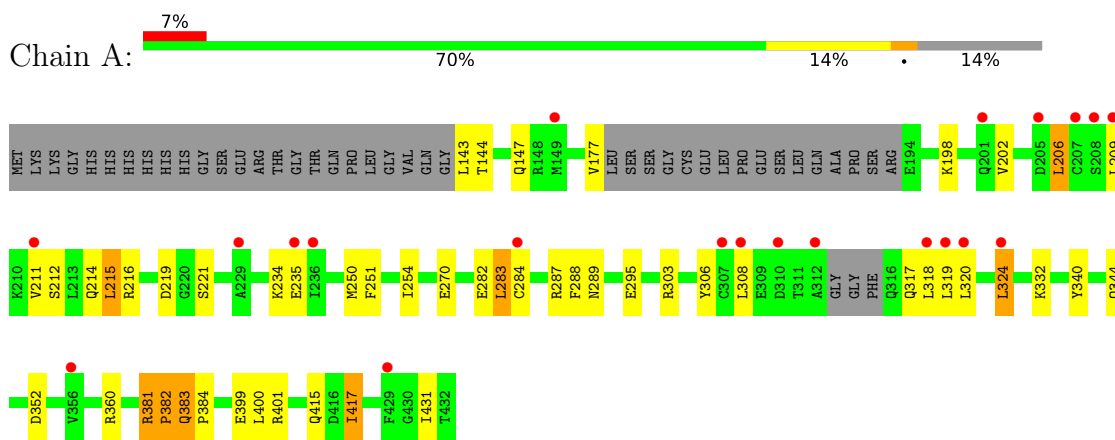 7%
Chain A:
70% 14% • 14%
MET LYS LYS GLY HIS HIS HIS HIS HIS HIS GLY SER GLU ARG THR GLY THR GLN PRO LEU GLY VAL GLN GLY L143 T144 Q147 R148 M149 V177 LEU SER SER GLY CYS GLU LEU PRO GLU SER LEU GLN ALA PRO SER ARG E194 K198 Q201 V202 D205 L206 C207 S208 L209
K210 V211 S212 L213 Q214 L215 R216 D219 G220 S221 A229 K234 E235 I236 M250 F251 I254 E270 E282 L283 C284 R287 F288 N289 E295 R303 Y306 C307 L308 E309 D310 T311 A312 GLY GLY PHE Q316 Q317 L318 L319 L320 L324 K332 Y340
D352 V356 R360 R381 P382 Q383 P384 E399 L400 R401 Q415 D416 I417 F429 G430 I431 T432